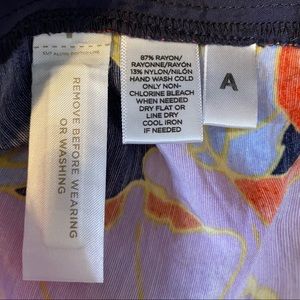 REMOVE BEFORE WEARING
OR WASHING
87% RAYON/
RAYONNE/RAYÓN
13% NYLON/NILÓN
HAND WASH COLD
ONLY NON-
CHLORINE BLEACH
WHEN NEEDED
DRY FLAT OR
LINE DRY
COOL IRON
IF NEEDED
A